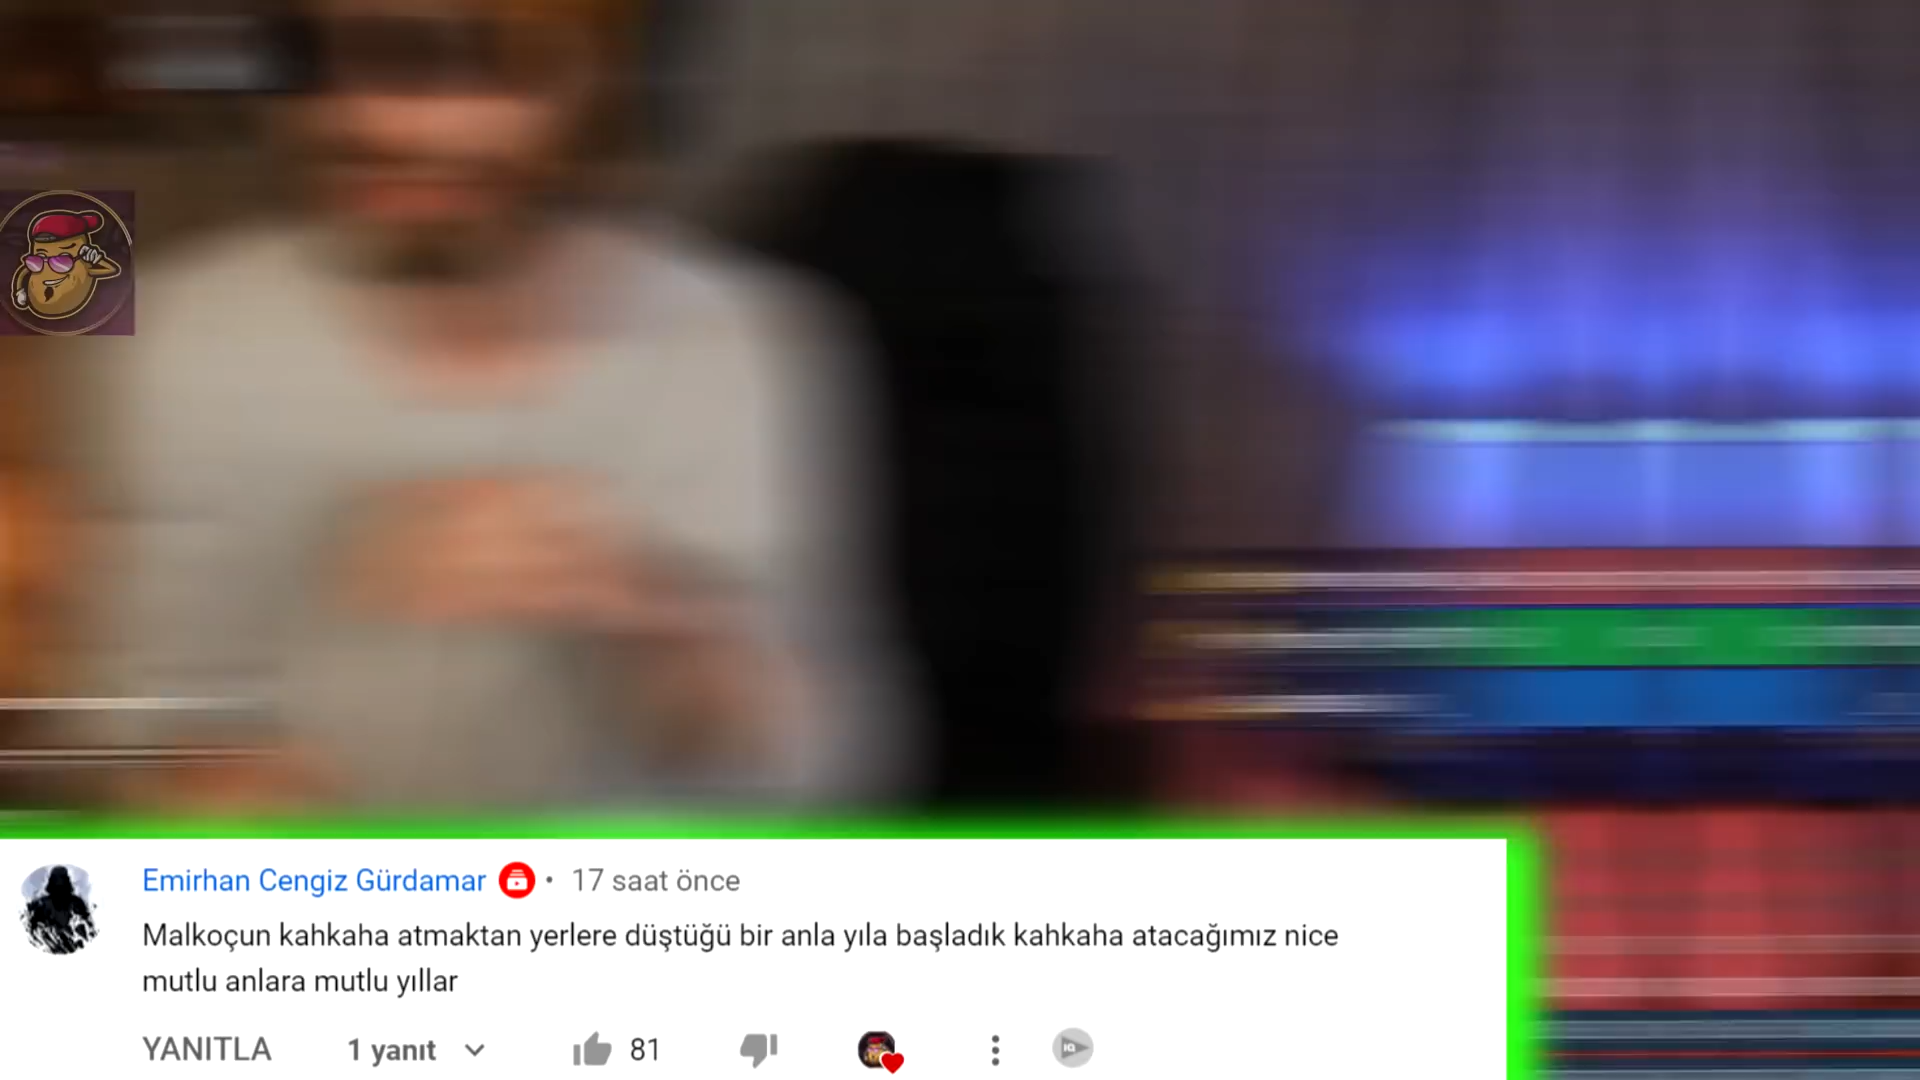 Emirhan Cengiz Gürdamar • 17 saat önce
Malkoçun kahkaha atmaktan yerlere düştüğü bir anla yıla başladık kahkaha atacağımız nice
mutlu anlara mutlu yıllar
YANITLA 1 yanıt 81 IQ